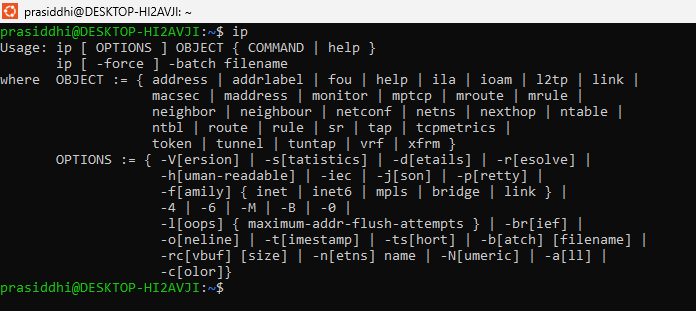 prasiddhi@DESKTOP-HI2AVJI: ~
prasiddhi@DESKTOP-HI2AVJI:~$ ip
Usage: ip [ OPTIONS ] OBJECT { COMMAND | help }
       ip [ -force ] -batch filename
where  OBJECT := { address | addrlabel | fou | help | ila | ioam | l2tp | link |
                   macsec | maddress | monitor | mptcp | mroute | mrule |
                   neighbor | neighbour | netconf | netns | nexthop | ntable |
                   ntbl | route | rule | sr | tap | tcpmetrics |
                   token | tunnel | tuntap | vrf | xfrm }
       OPTIONS := { -V[ersion] | -s[tatistics] | -d[etails] | -r[esolve] |
                    -h[uman-readable] | -iec | -j[son] | -p[retty] |
                    -f[amily] { inet | inet6 | mpls | bridge | link } |
                    -4 | -6 | -M | -B | -0 |
                    -l[oops] { maximum-addr-flush-attempts } | -br[ief] |
                    -o[neline] | -t[imestamp] | -ts[hort] | -b[atch] [filename] |
                    -rc[vbuf] [size] | -n[etns] name | -N[umeric] | -a[ll] |
                    -c[olor]}
prasiddhi@DESKTOP-HI2AVJI:~$